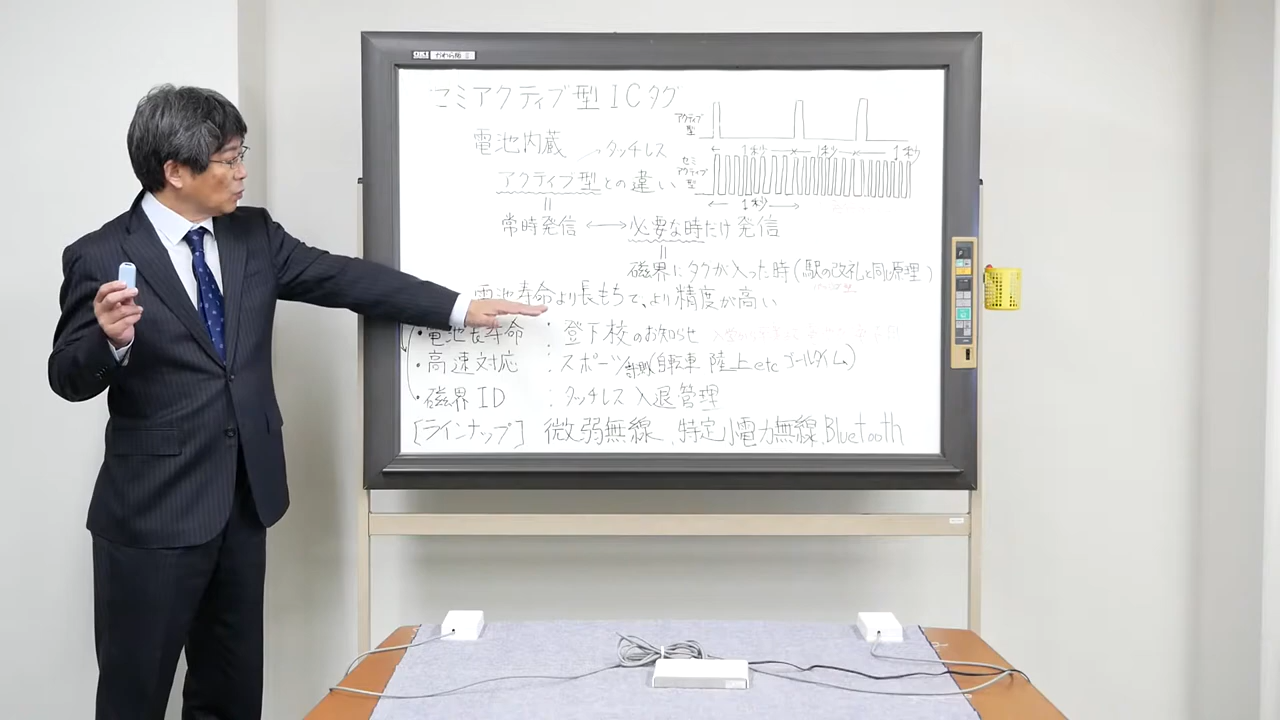 OKI かわら版 II
セミアクティブ型ICタグ
電池内蔵 タッチレス
アクティブ型との違い
アクティブ型
1秒 1秒 1秒
セミアクティブ型
1秒
常時発信 ←→ 必要な時だけ発信
磁界にタグが入った時(駅の改札と同じ原理)
電池寿命より長もちで、より精度が高い
・電池長寿命 : 登下校のお知らせ
・高速対応 : スポーツ (自転車 陸上 etc ゴールタイム)
・磁界ID : タッチレス入退管理
[ラインナップ] 微弱無線、特定小電力無線、Bluetooth